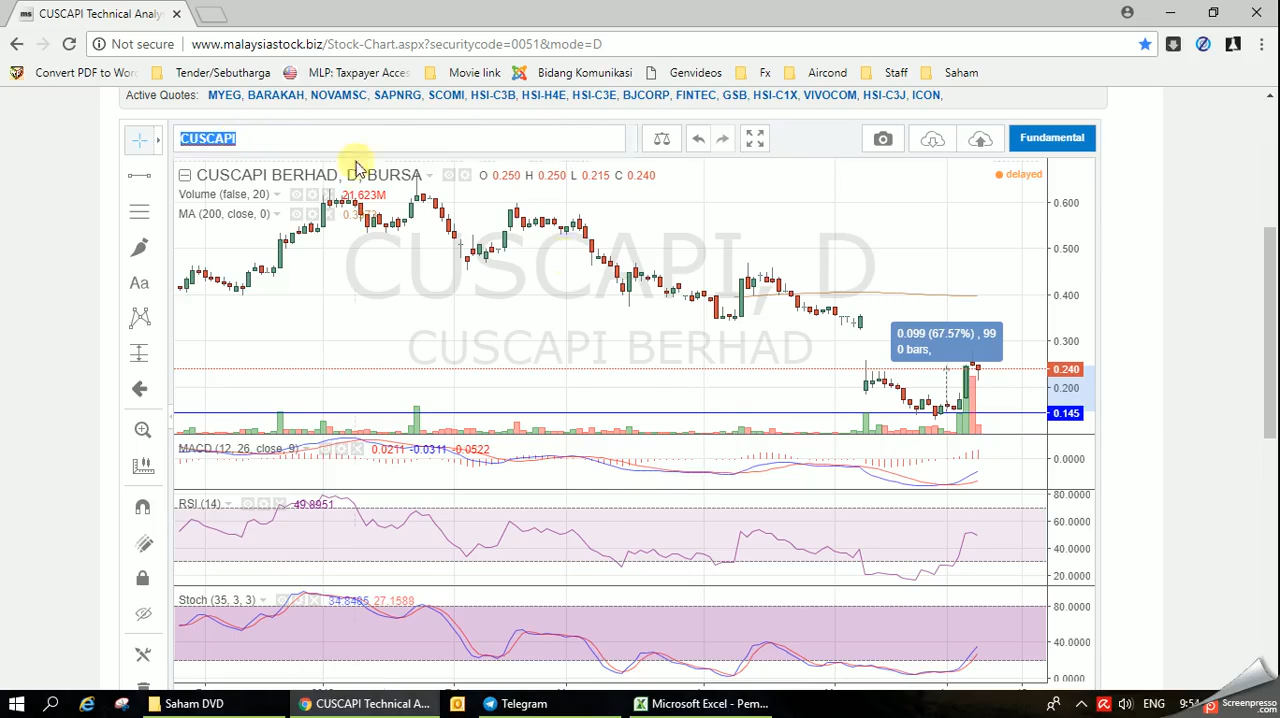 CUSCAPI Technical Analy
Not secure
www.malaysiastock.biz/Stock-Chart.aspx?securitycode=0051&mode=D
Convert PDF to Wor
Tender/Sebutharga
MLP: Taxpayer Acces
Movie link
Bidang Komunikasi
Genvideos
Fx
Aircond
Staff
Saham
Active Quotes: MYEG, BARAKAH, NOVAMSC, SAPNRG, SCOMI, HSI-C3B, HSI-H4E, HSI-C3E, BJCORP, FINTEC, GSB, HSI-C1X, VIVOCOM, HSI-C3J, ICON,
CUSCAPI
Fundamental
CUSCAPI BERHAD, D, BURSA
O 0.250 H 0.250 L 0.215 C 0.240
delayed
Volume (false, 20)
21.623M
MA (200, close, 0)
CUSCAPI, D
CUSCAPI BERHAD
0.600
0.500
0.400
0.300
0.240
0.200
0.145
0.099 (67.57%) , 99
0 bars,
MACD (12, 26, close, 9)
0.0211 -0.0311 -0.0522
0.0000
RSI (14)
49.8951
80.0000
60.0000
40.0000
20.0000
Stoch (35, 3, 3)
34.8495 27.1589
80.0000
40.0000
0.0000
Aa
Saham DVD
CUSCAPI Technical A...
Telegram
Microsoft Excel - Pem...
Screenpresso
.com